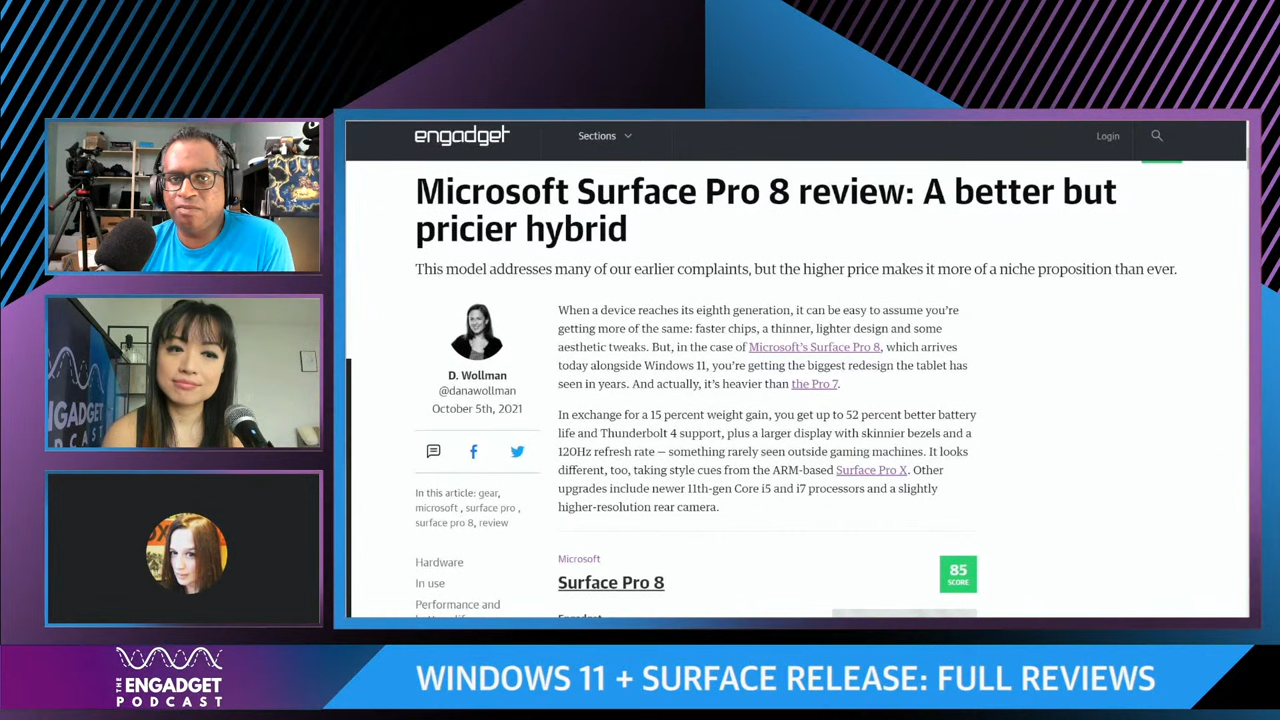 engadget
Sections
Login
Microsoft Surface Pro 8 review: A better but
pricier hybrid
This model addresses many of our earlier complaints, but the higher price makes it more of a niche proposition than ever.
D. Wollman
@danawollman
October 5th, 2021
In this article: gear,
microsoft , surface pro ,
surface pro 8, review
Hardware
In use
Performance and
When a device reaches its eighth generation, it can be easy to assume you're
getting more of the same: faster chips, a thinner, lighter design and some
aesthetic tweaks. But, in the case of Microsoft's Surface Pro 8, which arrives
today alongside Windows 11, you're getting the biggest redesign the tablet has
seen in years. And actually, it's heavier than the Pro 7.
In exchange for a 15 percent weight gain, you get up to 52 percent better battery
life and Thunderbolt 4 support, plus a larger display with skinnier bezels and a
120Hz refresh rate — something rarely seen outside gaming machines. It looks
different, too, taking style cues from the ARM-based Surface Pro X. Other
upgrades include newer 11th-gen Core i5 and i7 processors and a slightly
higher-resolution rear camera.
Microsoft
Surface Pro 8
85
SCORE
Engadget
THE
ENGADGET
PODCAST
WINDOWS 11 + SURFACE RELEASE: FULL REVIEWS